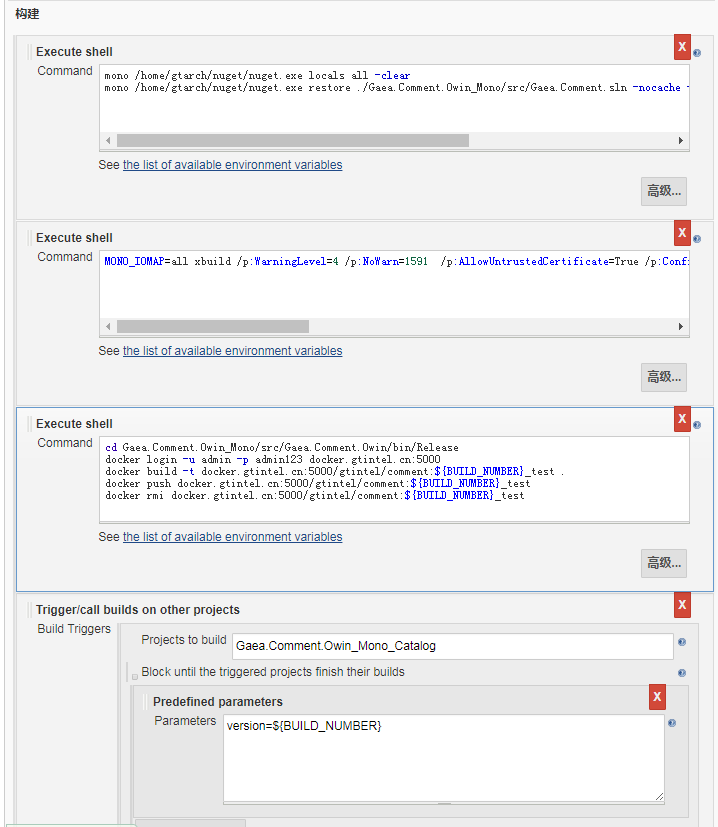 构建
Execute shell
X
Command
mono /home/gtarch/nuget/nuget.exe locals all -clear
mono /home/gtarch/nuget/nuget.exe restore ./Gaea.Comment.Owin_Mono/src/Gaea.Comment.sln -nocache -
See the list of available environment variables
高级...
Execute shell
X
Command
MONO_IOMAP=all xbuild /p:WarningLevel=4 /p:NoWarn=1591  /p:AllowUntrustedCertificate=True /p:Confi
See the list of available environment variables
高级...
Execute shell
X
Command
cd Gaea.Comment.Owin_Mono/src/Gaea.Comment.Owin/bin/Release
docker login -u admin -p admin123 docker.gtintel.cn:5000
docker build -t docker.gtintel.cn:5000/gtintel/comment:${BUILD_NUMBER}_test .
docker push docker.gtintel.cn:5000/gtintel/comment:${BUILD_NUMBER}_test
docker rmi docker.gtintel.cn:5000/gtintel/comment:${BUILD_NUMBER}_test
See the list of available environment variables
高级...
Trigger/call builds on other projects
X
Build Triggers
Projects to build
Gaea.Comment.Owin_Mono_Catalog
Block until the triggered projects finish their builds
Predefined parameters
X
Parameters
version=${BUILD_NUMBER}